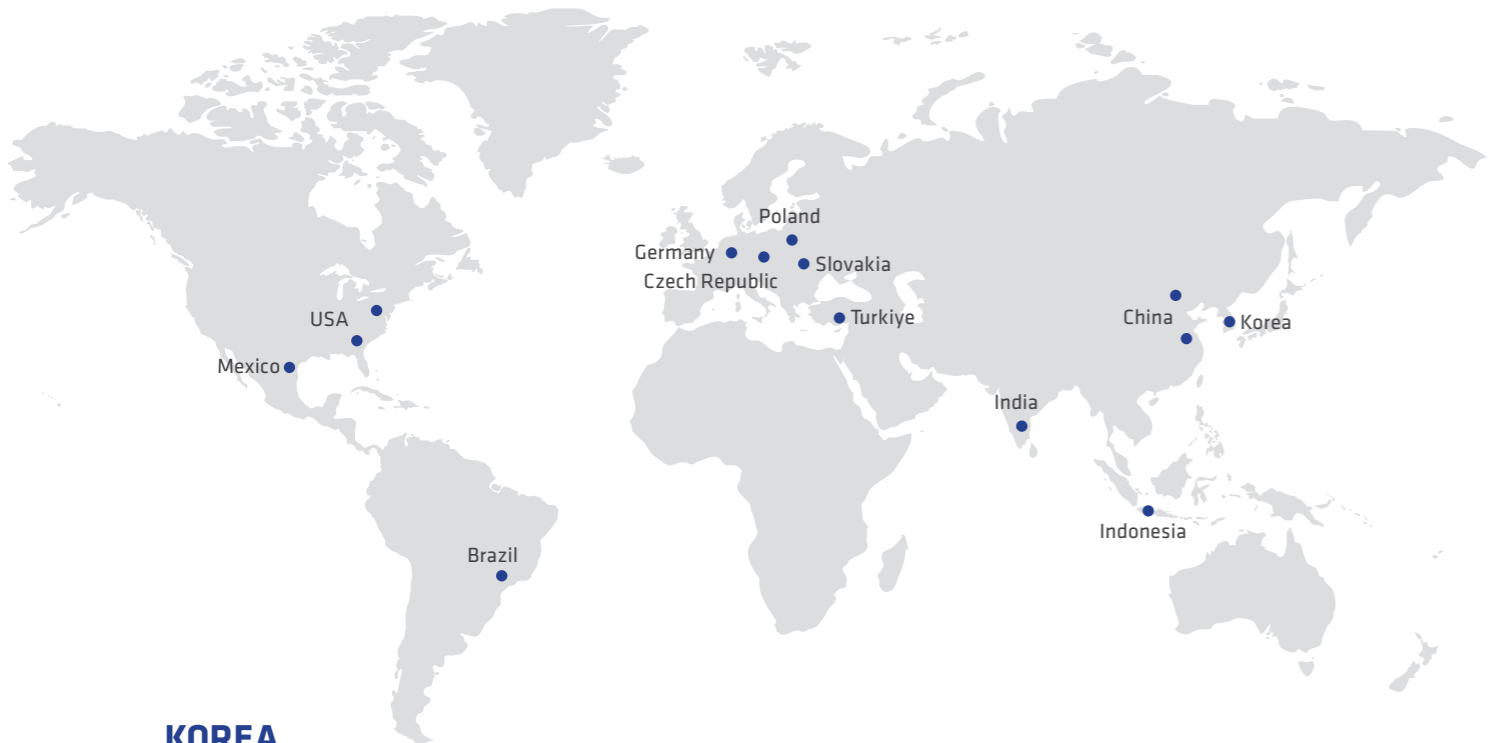 Poland
Germany
Slovakia
Czech Republic
USA
Turkiye
China
Korea
Mexico
India
Indonesia
Brazil
KOREA